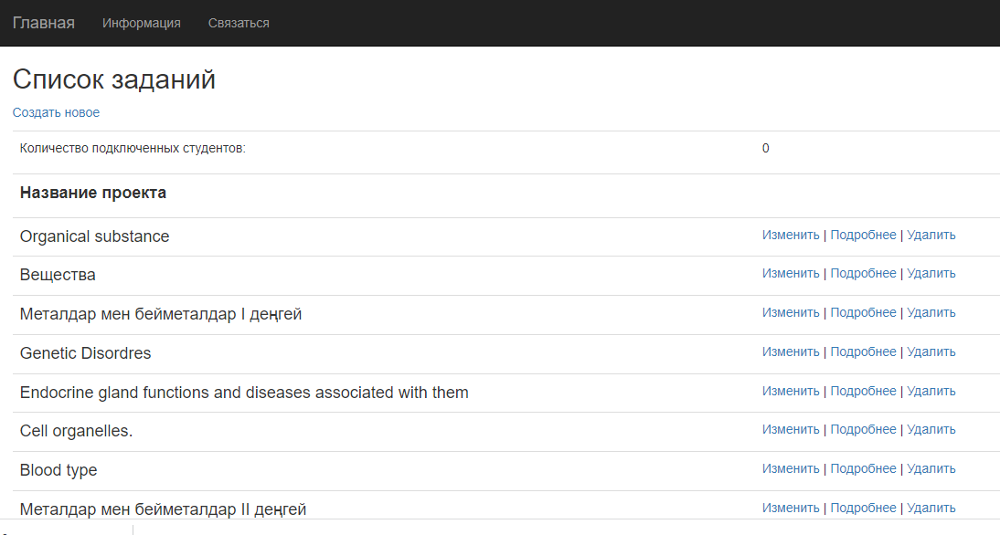 Главная Информация Связаться
Список заданий
Создать новое
Количество подключенных студентов: 0
Название проекта
Organical substance Изменить | Подробнее | Удалить
Вещества Изменить | Подробнее | Удалить
Металдар мен бейметалдар I деңгей Изменить | Подробнее | Удалить
Genetic Disordres Изменить | Подробнее | Удалить
Endocrine gland functions and diseases associated with them Изменить | Подробнее | Удалить
Cell organelles. Изменить | Подробнее | Удалить
Blood type Изменить | Подробнее | Удалить
Металдар мен бейметалдар II деңгей Изменить | Подробнее | Удалить